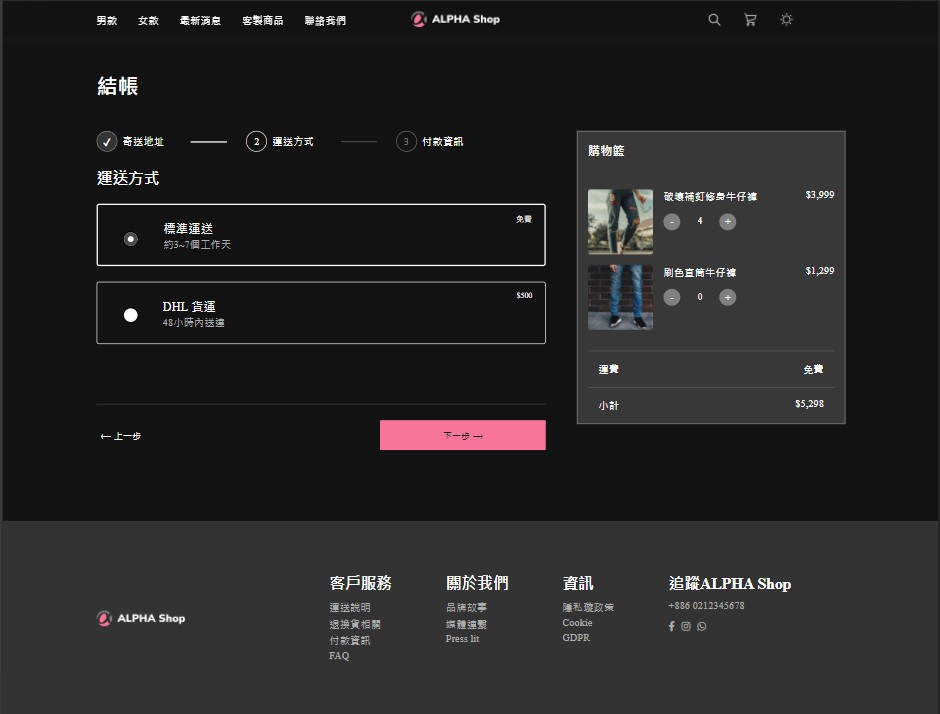 男款 女款 最新消息 客製商品 聯絡我們 ALPHA Shop
結帳
寄送地址 2 運送方式 3 付款資訊
運送方式
標準運送 免費
約3~7個工作天
DHL 貨運 $500
48小時內送達
← 上一步 下一步 →
購物籃
破壞補釘修身牛仔褲 $3,999
- 4 +
刷色直筒牛仔褲 $1,299
- 0 +
運費 免費
小計 $5,298
ALPHA Shop
客戶服務
運送說明
退換貨相關
付款資訊
FAQ
關於我們
品牌故事
媒體連繫
Press lit
資訊
隱私璇政策
Cookie
GDPR
追蹤ALPHA Shop
+886 0212345678